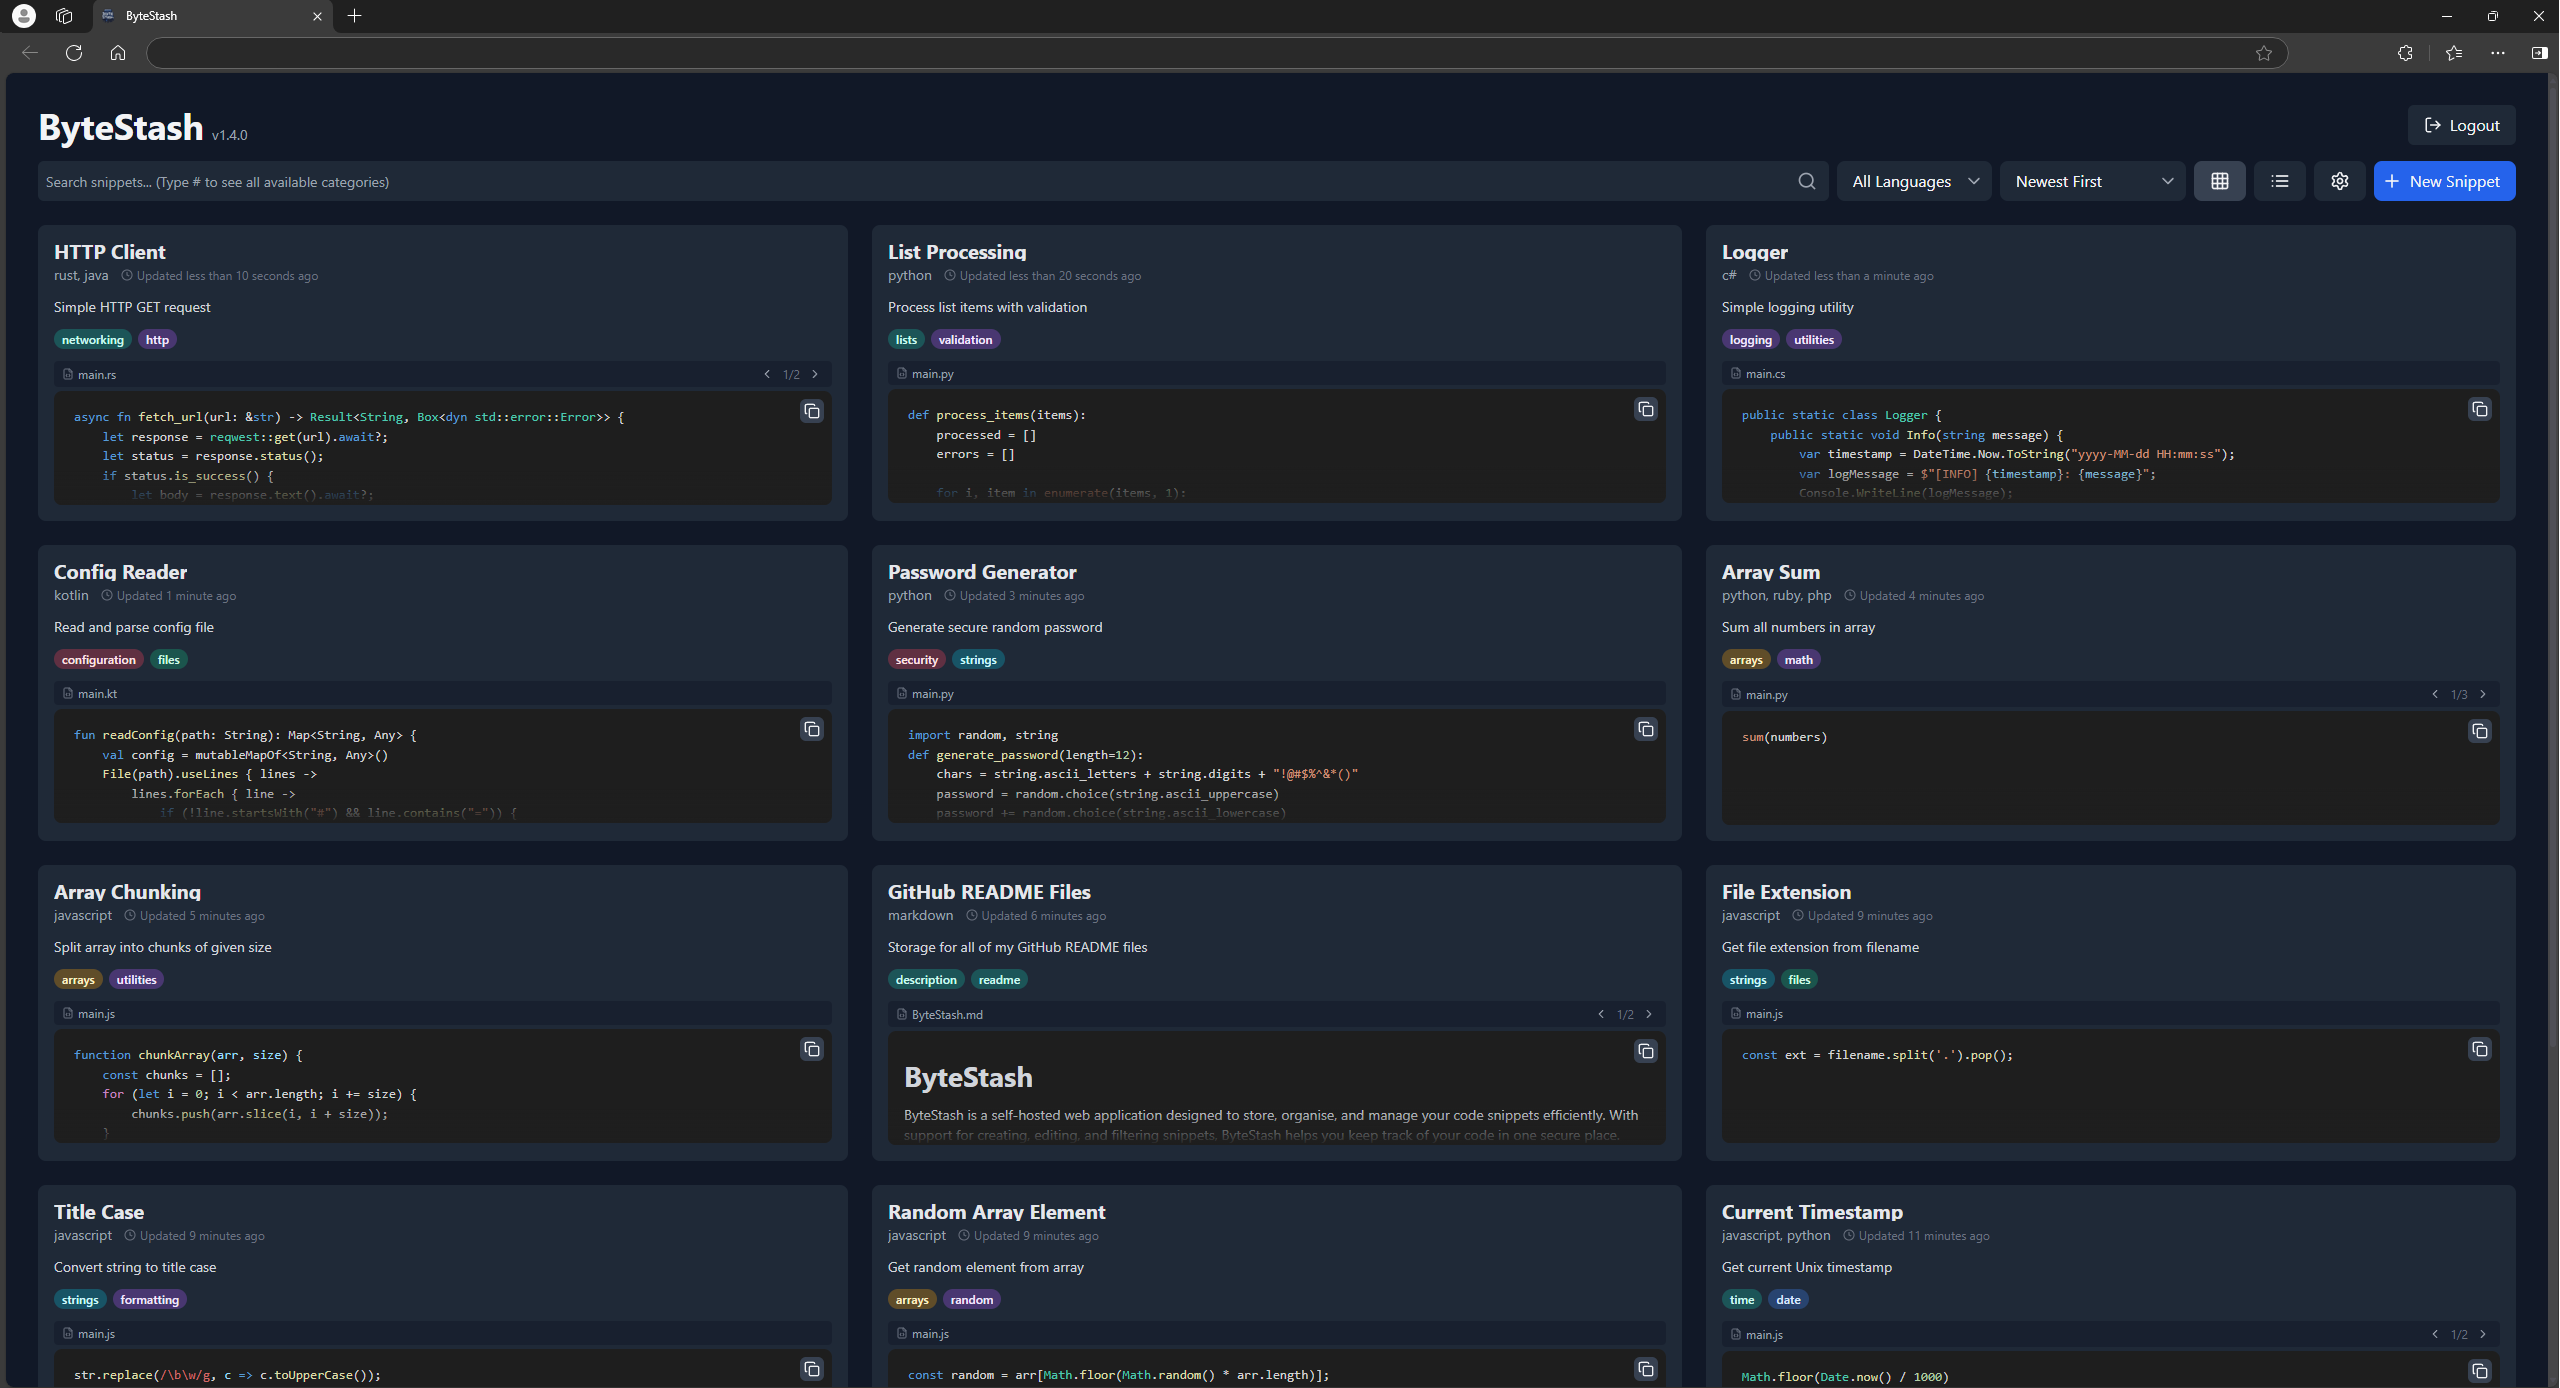 ByteStash
ByteStash v1.4.0
Logout
Search snippets... (Type # to see all available categories)
All Languages
Newest First
New Snippet
HTTP Client
rust, java Updated less than 10 seconds ago
Simple HTTP GET request
networking http
main.rs 1/2
async fn fetch_url(url: &str) -> Result<String, Box<dyn std::error::Error>> {
let response = reqwest::get(url).await?;
let status = response.status();
if status.is_success() {
let body = response.text().await?;
List Processing
python Updated less than 20 seconds ago
Process list items with validation
lists validation
main.py
def process_items(items):
processed = []
errors = []
for i, item in enumerate(items, 1):
Logger
c# Updated less than a minute ago
Simple logging utility
logging utilities
main.cs
public static class Logger {
public static void Info(string message) {
var timestamp = DateTime.Now.ToString("yyyy-MM-dd HH:mm:ss");
var logMessage = $"[INFO] {timestamp}: {message}";
Console.WriteLine(logMessage);
Config Reader
kotlin Updated 1 minute ago
Read and parse config file
configuration files
main.kt
fun readConfig(path: String): Map<String, Any> {
val config = mutableMapOf<String, Any>()
File(path).useLines { lines ->
lines.forEach { line ->
if (!line.startsWith("#") && line.contains("=")) {
Password Generator
python Updated 3 minutes ago
Generate secure random password
security strings
main.py
import random, string
def generate_password(length=12):
chars = string.ascii_letters + string.digits + "!@#$%^&*()"
password = random.choice(string.ascii_uppercase)
password += random.choice(string.ascii_lowercase)
Array Sum
python, ruby, php Updated 4 minutes ago
Sum all numbers in array
arrays math
main.py 1/3
sum(numbers)
Array Chunking
javascript Updated 5 minutes ago
Split array into chunks of given size
arrays utilities
main.js
function chunkArray(arr, size) {
const chunks = [];
for (let i = 0; i < arr.length; i += size) {
chunks.push(arr.slice(i, i + size));
}
GitHub README Files
markdown Updated 6 minutes ago
Storage for all of my GitHub README files
description readme
ByteStash.md 1/2
ByteStash
ByteStash is a self-hosted web application designed to store, organise, and manage your code snippets efficiently. With
support for creating, editing, and filtering snippets, ByteStash helps you keep track of your code in one secure place.
File Extension
javascript Updated 9 minutes ago
Get file extension from filename
strings files
main.js
const ext = filename.split('.').pop();
Title Case
javascript Updated 9 minutes ago
Convert string to title case
strings formatting
main.js
str.replace(/\b\w/g, c => c.toUpperCase());
Random Array Element
javascript Updated 9 minutes ago
Get random element from array
arrays random
main.js
const random = arr[Math.floor(Math.random() * arr.length)];
Current Timestamp
javascript, python Updated 11 minutes ago
Get current Unix timestamp
time date
main.js 1/2
Math.floor(Date.now() / 1000)